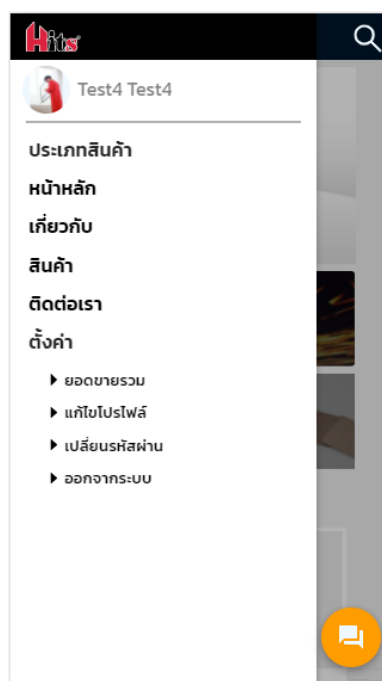 Hits
Test4 Test4
ประเภทสินค้า
หน้าหลัก
เกี่ยวกับ
สินค้า
ติดต่อเรา
ตั้งค่า
ยอดขายรวม
แก้ไขโปรไฟล์
เปลี่ยนรหัสผ่าน
ออกจากระบบ